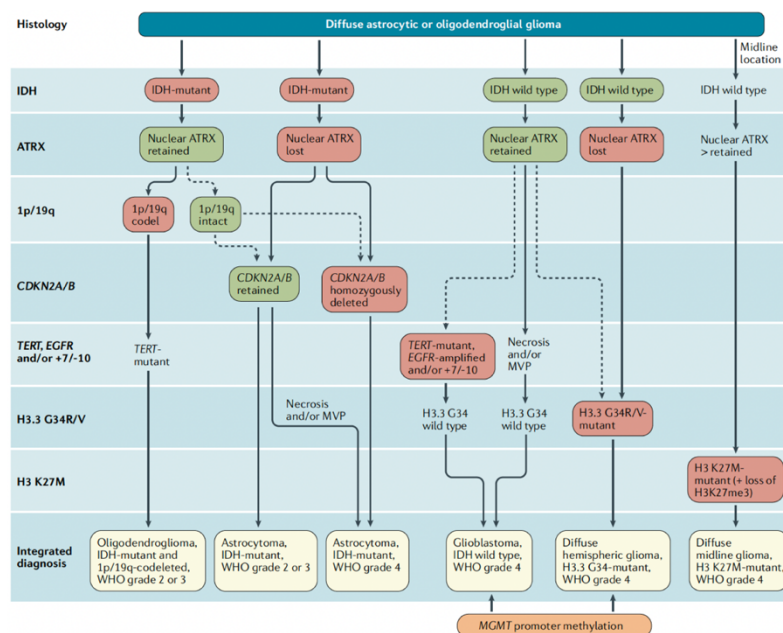 Histology
Diffuse astrocytic or oligodendroglial glioma
Midline
location
IDH
IDH-mutant
IDH-mutant
IDH wild type
IDH wild type
IDH wild type
ATRX
Nuclear ATRX
retained
Nuclear ATRX
lost
Nuclear ATRX
retained
Nuclear ATRX
lost
Nuclear ATRX
> retained
1p/19q
1p/19q
codel
1p/19q
intact
CDKN2A/B
CDKN2A/B
retained
CDKN2A/B
homozygously
deleted
TERT, EGFR
and/or +7/-10
TERT-
mutant
TERT-mutant,
EGFR-amplified
and/or +7/-10
Necrosis
and/or
MVP
H3.3 G34R/V
Necrosis
and/or MVP
H3.3 G34
wild type
H3.3 G34
wild type
H3.3 G34R/V-
mutant
H3 K27M
H3 K27M-
mutant (+ loss of
H3K27me3)
Integrated
diagnosis
Oligodendroglioma,
IDH-mutant and
1p/19q-codeleted,
WHO grade 2 or 3
Astrocytoma,
IDH-mutant,
WHO grade 2 or 3
Astrocytoma,
IDH-mutant,
WHO grade 4
Glioblastoma,
IDH wild type,
WHO grade 4
Diffuse
hemispheric glioma,
H3.3 G34-mutant,
WHO grade 4
Diffuse
midline glioma,
H3 K27M-mutant,
WHO grade 4
MGMT promoter methylation